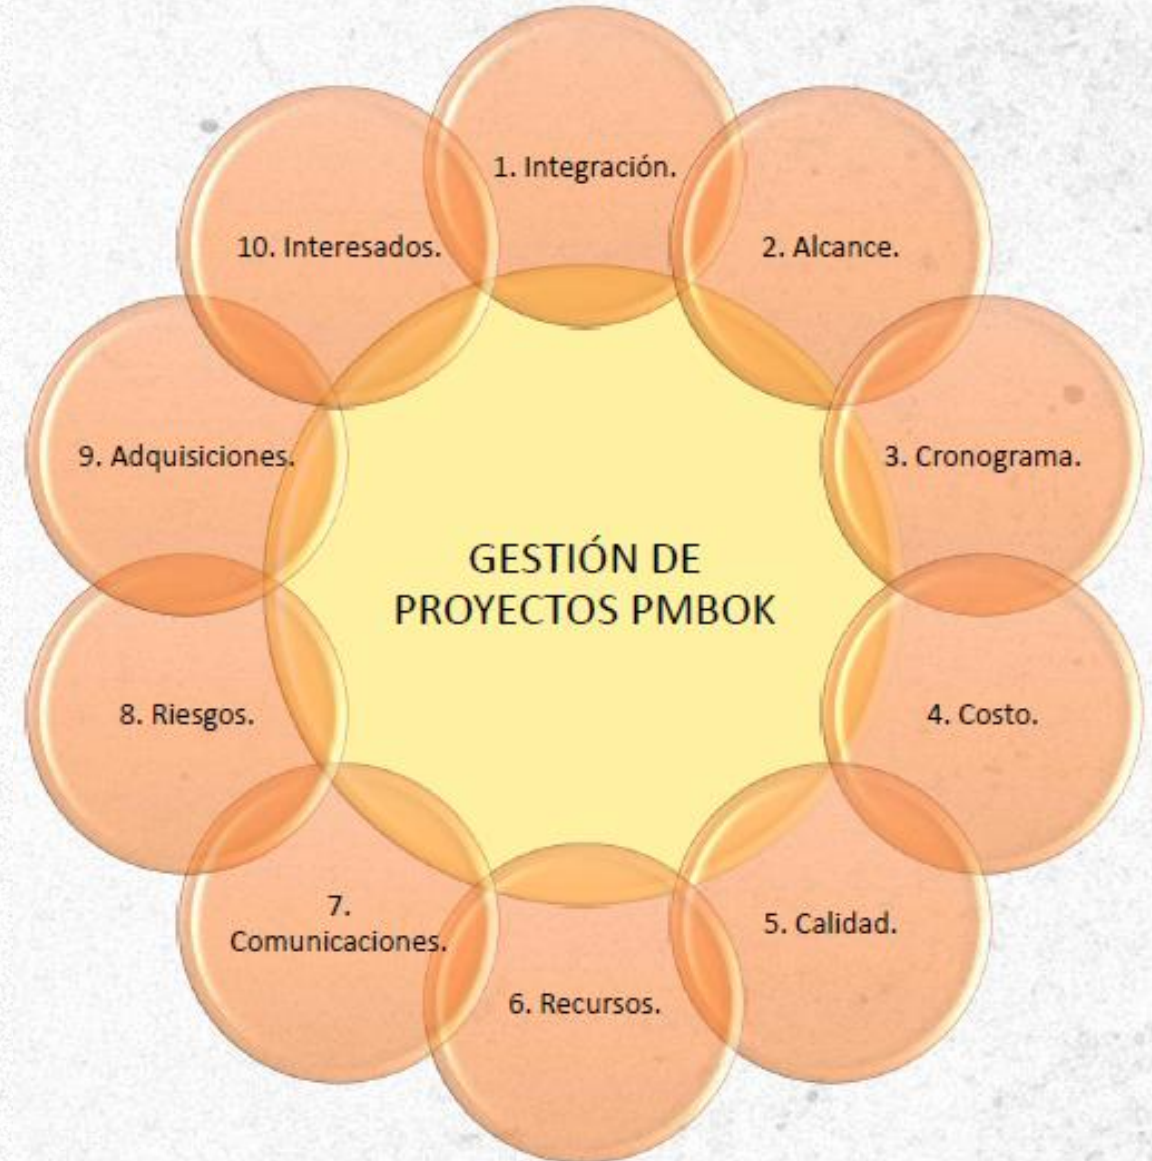 GESTIÓN DE
PROYECTOS PMBOK
1. Integración.
2. Alcance.
3. Cronograma.
4. Costo.
5. Calidad.
6. Recursos.
7.
Comunicaciones.
8. Riesgos.
9. Adquisiciones.
10. Interesados.